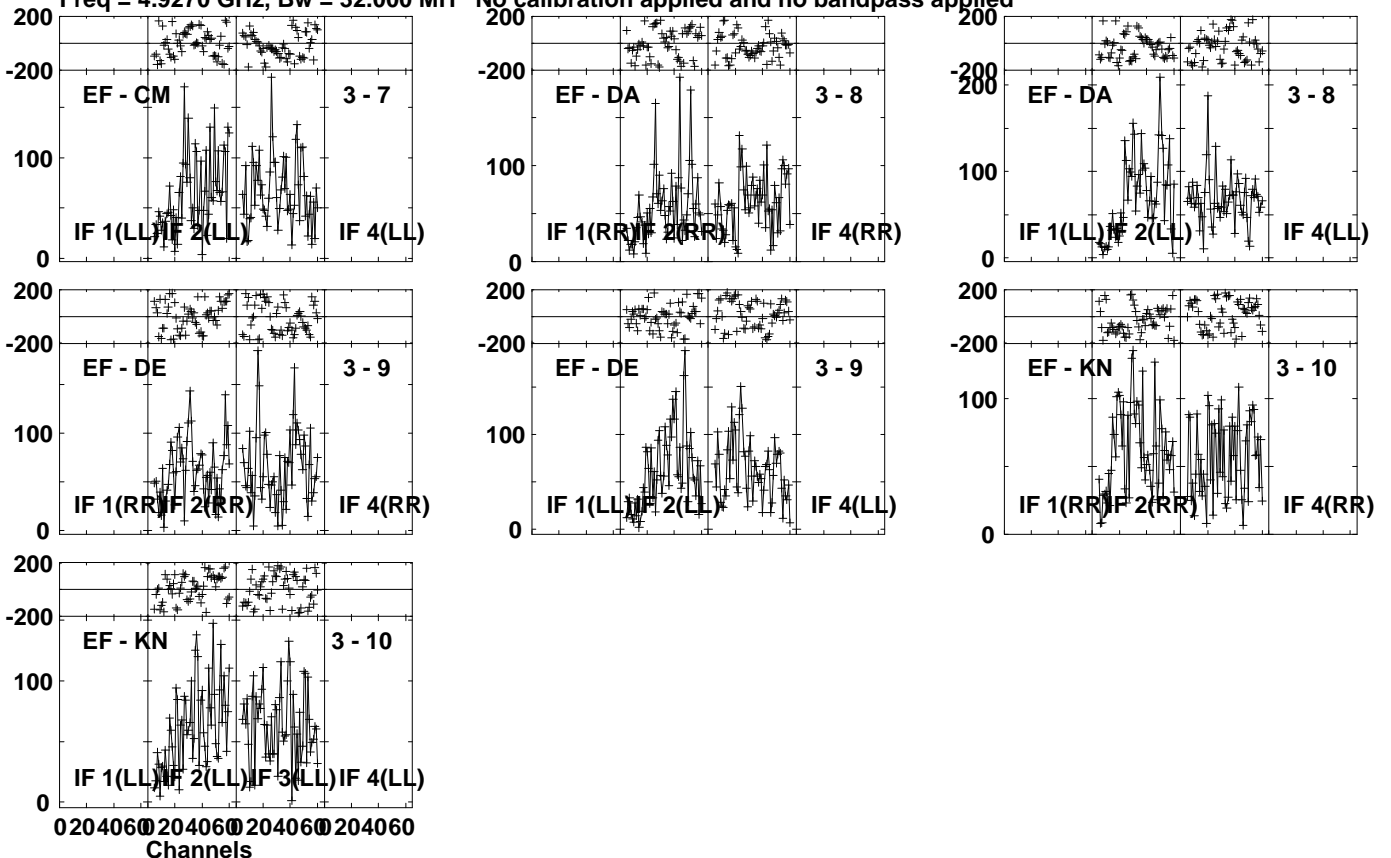 Freq = 4.9270 GHz, Bw = 32.000 MH No calibration applied and no bandpass applied
200
-200
EF - CM 3 - 7
100
IF 1(LL) IF 2(LL) IF 4(LL)
0
200
-200
EF - DA 3 - 8
100
IF 1(RR) IF 2(RR) IF 4(RR)
0
200
-200
200
EF - DA 3 - 8
100
IF 1(LL) IF 2(LL) IF 4(LL)
0
200
-200
EF - DE 3 - 9
100
IF 1(RR) IF 2(RR) IF 4(RR)
0
200
-200
EF - DE 3 - 9
100
IF 1(LL) IF 2(LL) IF 4(LL)
0
200
-200
EF - KN 3 - 10
100
IF 1(RR) IF 2(RR) IF 4(RR)
0
200
-200
EF - KN 3 - 10
100
IF 1(LL) IF 2(LL) IF 3(LL) IF 4(LL)
0
0 20 40 60 0 20 40 60 0 20 40 60 0 20 40 60
Channels